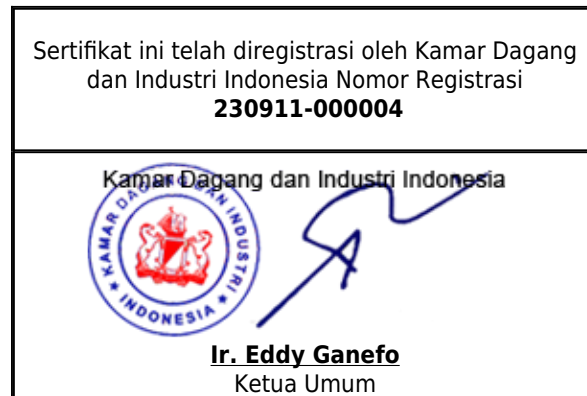 Sertifikat ini telah diregistrasi oleh Kamar Dagang
dan Industri Indonesia Nomor Registrasi
230911-000004
Kamar Dagang dan Industri Indonesia
KAMAR DAGANG DAN INDUSTRI
* INDONESIA *
Ir. Eddy Ganefo
Ketua Umum